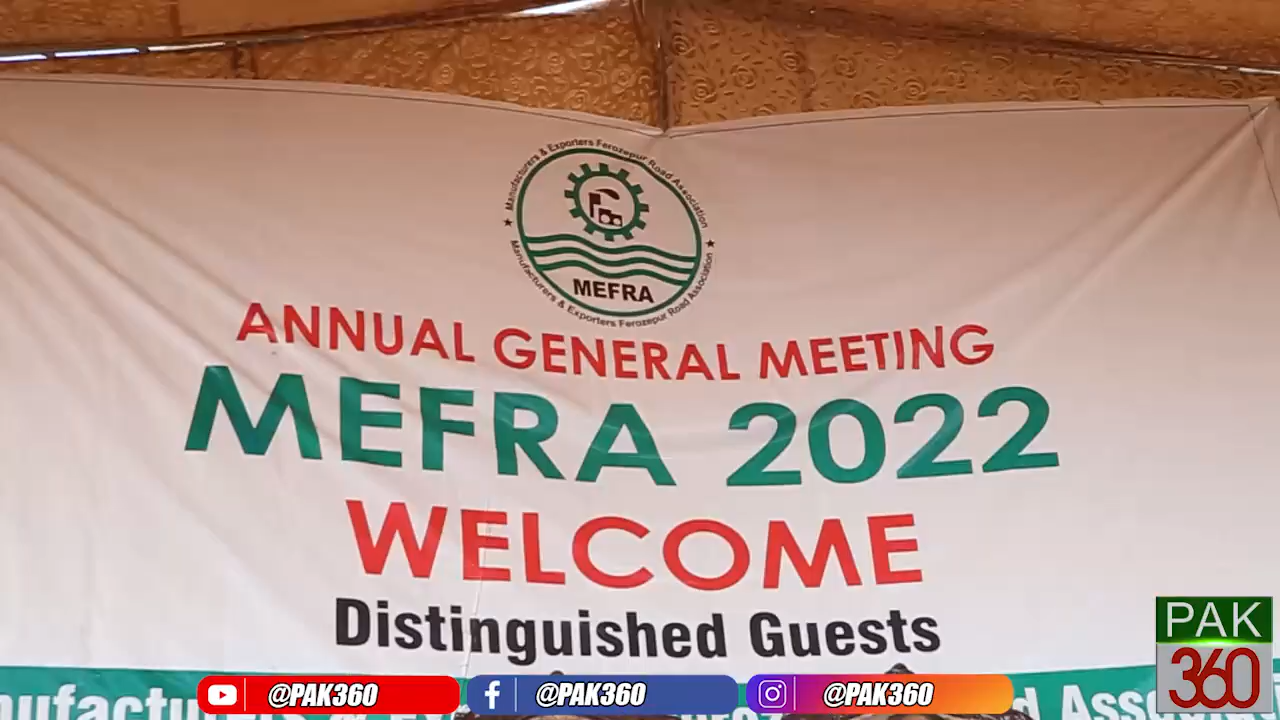 Manufacturers & Exporters Ferozepur Road Association
MEFRA
Manufacturers & Exporters Ferozepur Road Association
ANNUAL GENERAL MEETING
MEFRA 2022
WELCOME
Distinguished Guests
PAK
360
@PAK360
@PAK360
@PAK360